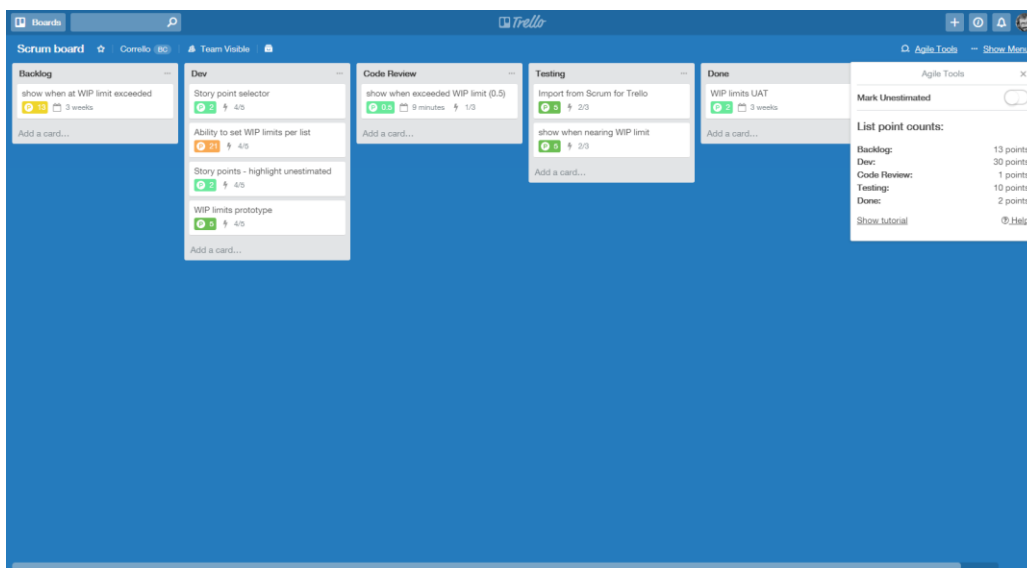 Boards
Trello
Scrum board Corrello BC Team Visible
Agile Tools ... Show Menu
Backlog ...
show when at WIP limit exceeded
P 13 3 weeks
Add a card...
Dev ...
Story point selector
P 2 4/5
Ability to set WIP limits per list
P 21 4/5
Story points - highlight unestimated
P 2 4/5
WIP limits prototype
P 5 4/5
Add a card...
Code Review ...
show when exceeded WIP limit (0.5)
P 0.5 9 minutes 1/3
Add a card...
Testing ...
Import from Scrum for Trello
P 5 2/3
show when nearing WIP limit
P 5 2/3
Add a card...
Done
WIP limits UAT
P 2 3 weeks
Add a card...
Agile Tools ×
Mark Unestimated
List point counts:
Backlog: 13 points
Dev: 30 points
Code Review: 1 points
Testing: 10 points
Done: 2 points
Show tutorial ? Help